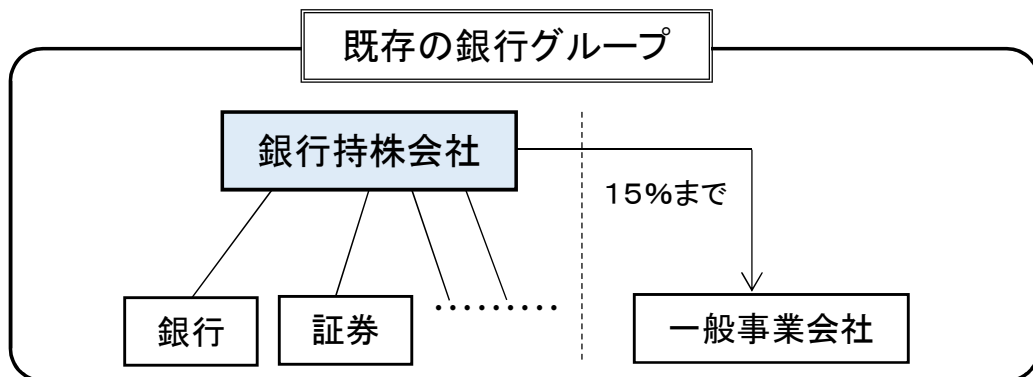 既存の銀行グループ
銀行持株会社
15%まで
銀行
証券
………
一般事業会社